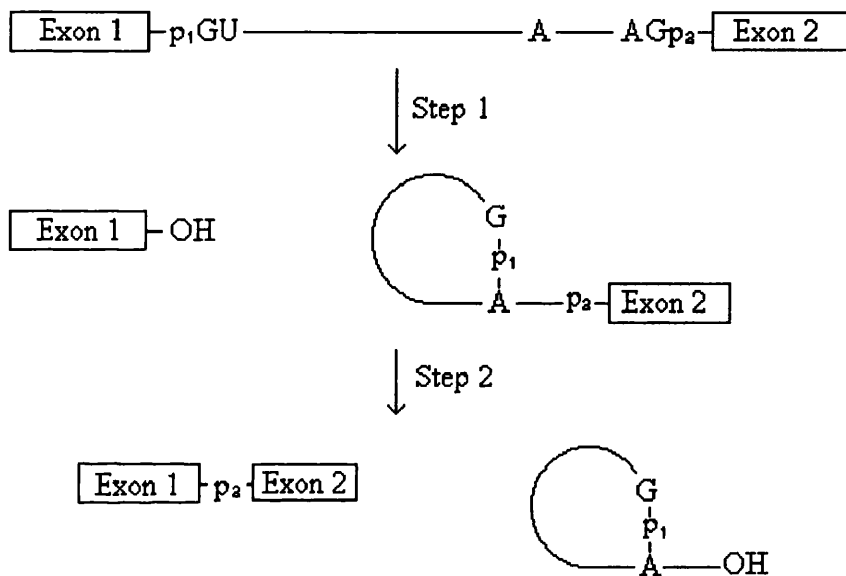 Exon 1 p₁GU A AGp₂ Exon 2
Step 1
G
Exon 1 OH
p₁
A p₂ Exon 2
Step 2
Exon 1 p₂ Exon 2
G
p₁
A OH